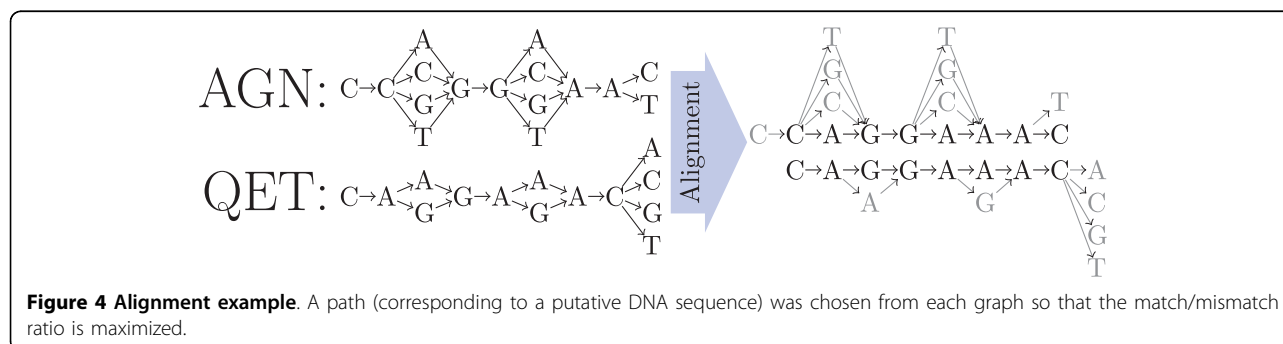 A A
C C C
AGN: C C G G A A
G G T
T T
A
A A C
QET: C A G A A C
G G G
T
Alignment
T T
G G
C C T
C C A G G A A A C
C A G G A A A C A
A G C
G
T
Figure 4 Alignment example. A path (corresponding to a putative DNA sequence) was chosen from each graph so that the match/mismatch
ratio is maximized.